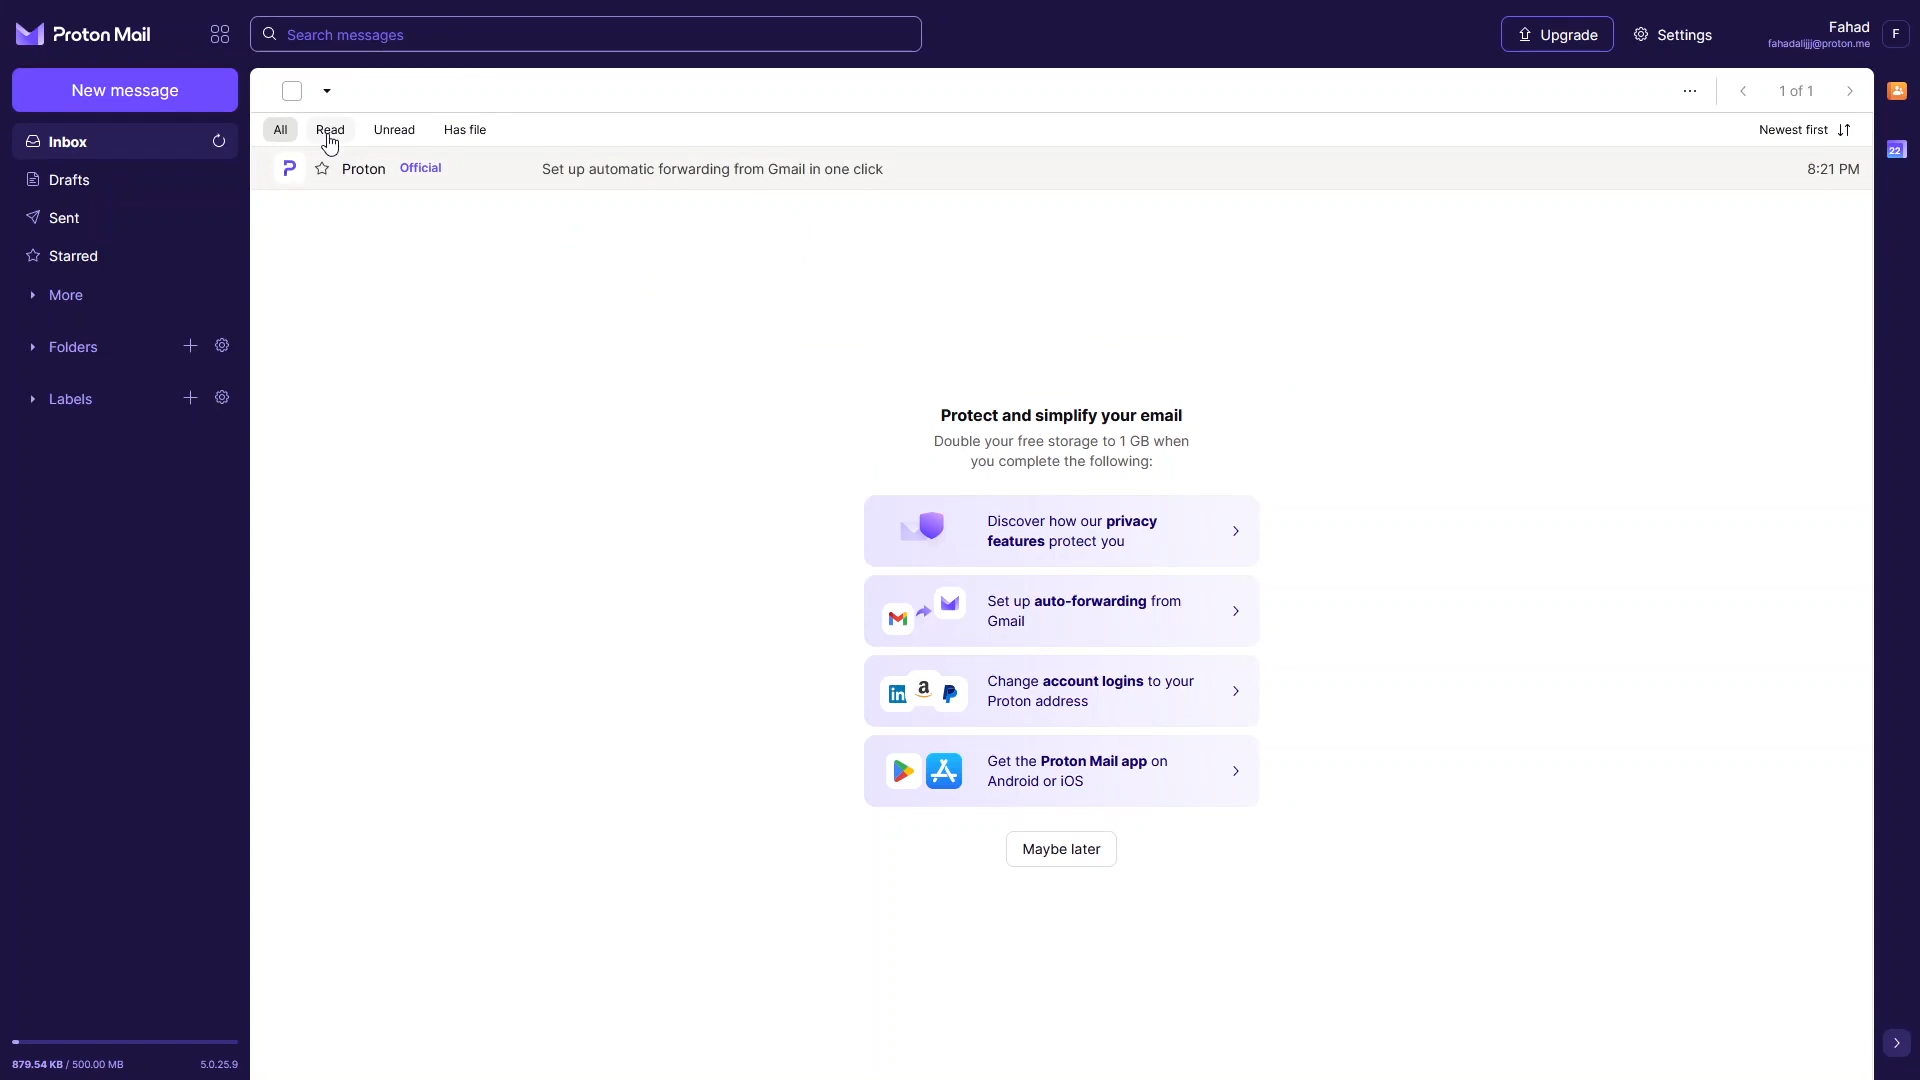 Proton Mail
Search messages
Upgrade
Settings
Fahad
fahadalijjj@proton.me
F
New message
1 of 1
All
Read
Unread
Has file
Newest first
22
Inbox
Proton
Official
Set up automatic forwarding from Gmail in one click
8:21 PM
Drafts
Sent
Starred
More
Folders
Labels
Protect and simplify your email
Double your free storage to 1 GB when
you complete the following:
Discover how our privacy
features protect you
Set up auto-forwarding from
Gmail
in
a
Change account logins to your
Proton address
Get the Proton Mail app on
Android or iOS
Maybe later
879.54 KB / 500.00 MB
5.0.25.9